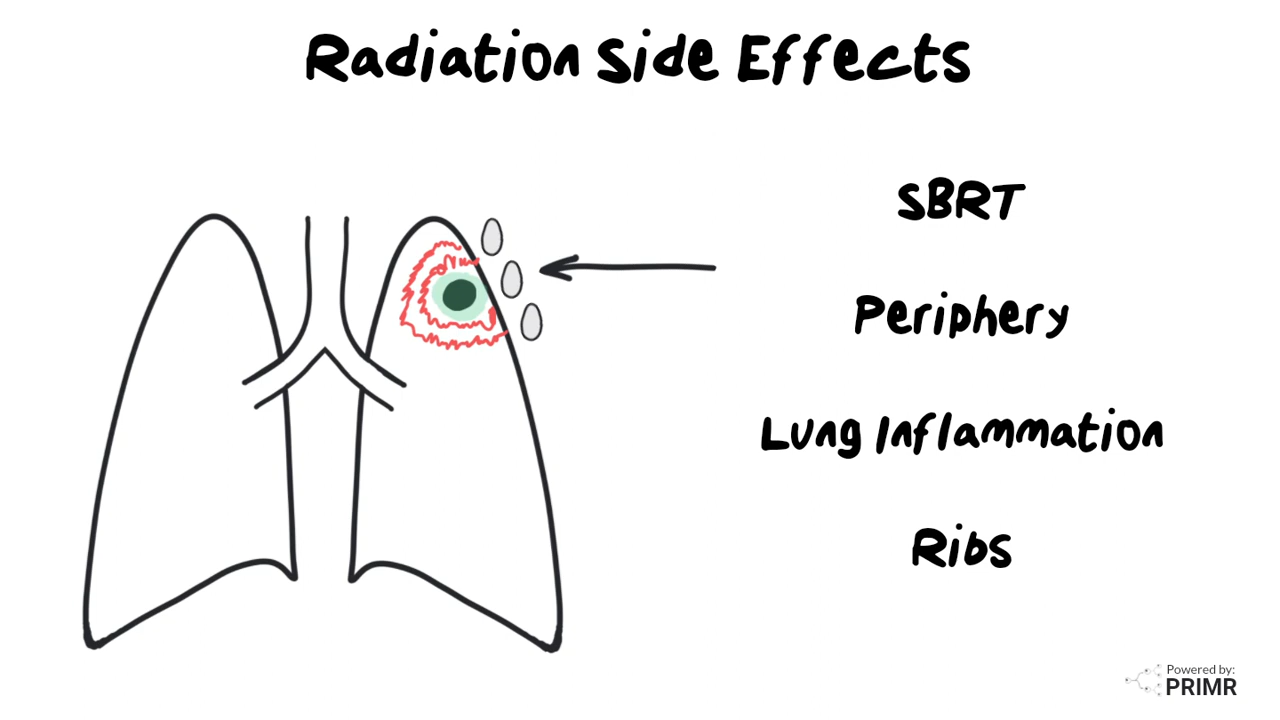 Radiation Side Effects
SBRT
Periphery
Lung Inflammation
Ribs
Powered by:
PRIMR